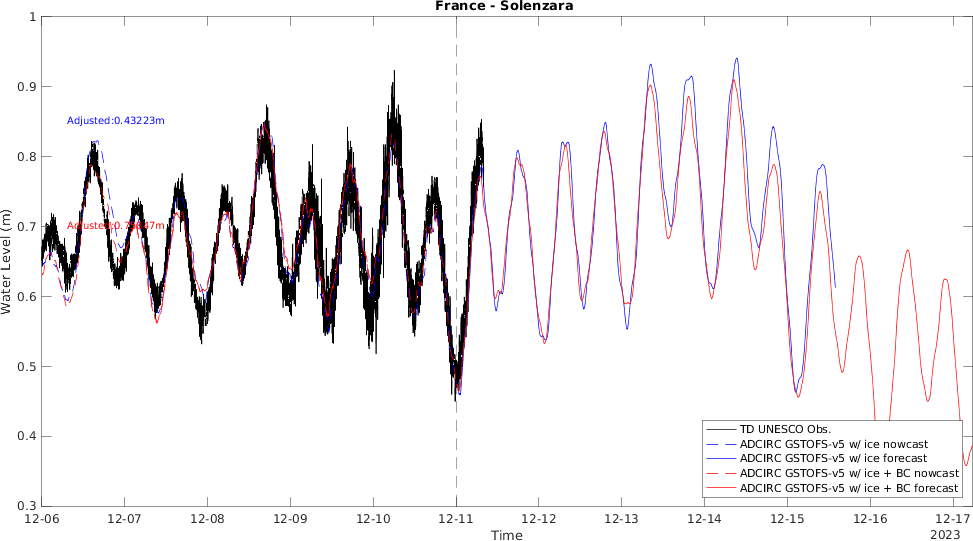 France - Solenzara
1
0.9
0.8
0.7
0.6
0.5
0.4
0.3
Water Level (m)
Adjusted:0.43223m
TD UNESCO Obs.
ADCIRC GSTOFS-v5 w/ ice nowcast
ADCIRC GSTOFS-v5 w/ ice forecast
ADCIRC GSTOFS-v5 w/ ice + BC nowcast
ADCIRC GSTOFS-v5 w/ ice + BC forecast
12-06 12-07 12-08 12-09 12-10 12-11 12-12 12-13 12-14 12-15 12-16 12-17
Time
2023